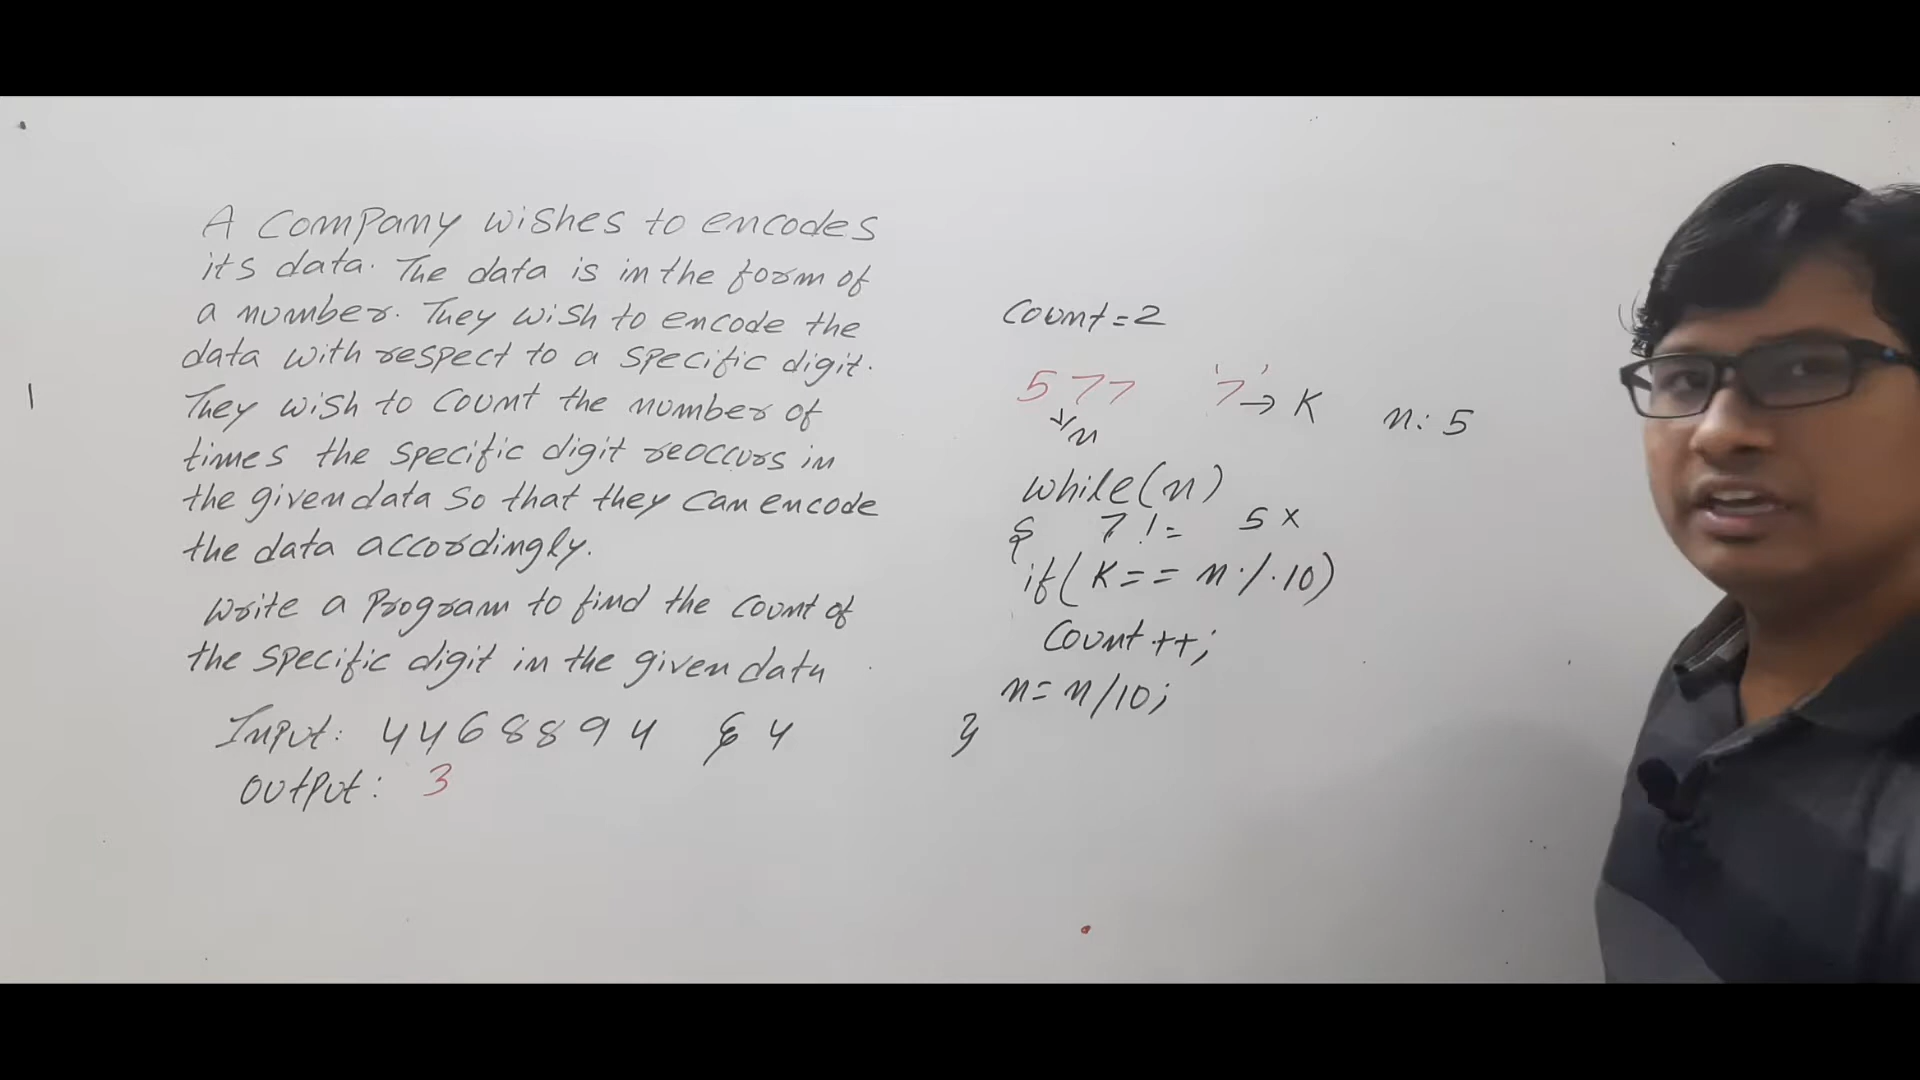 A Company wishes to encodes
its data. The data is in the form of
a number. They wish to encode the
data with respect to a specific digit.
They wish to count the number of
times the specific digit reoccurs in
the given data so that they can encode
the data accordingly.
Write a Program to find the count of
the specific digit in the given data
Input: 4468894 & 4
Output: 3
1
Count = 2
577 '7' → K n: 5
n
while(n)
{ 7 != 5 x
if(K == n % 10)
Count ++;
n = n/10;
}